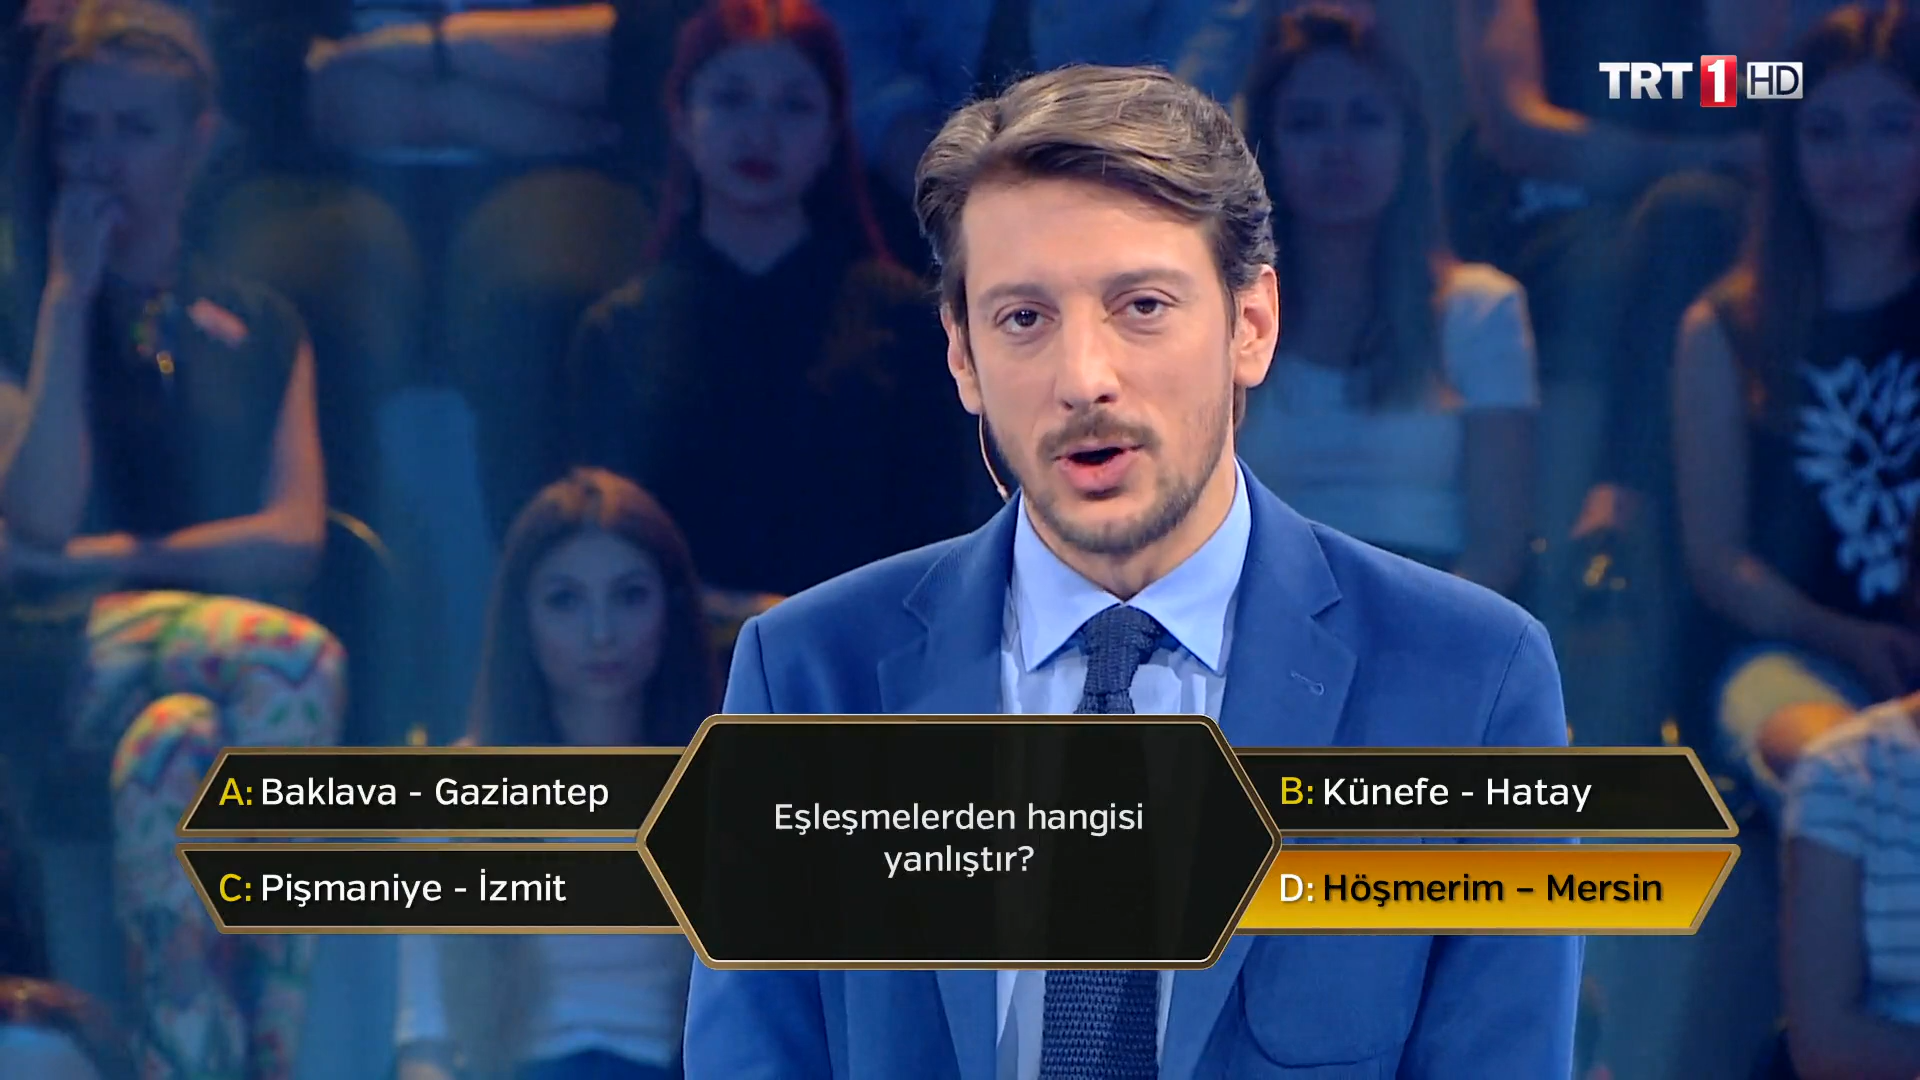 TRT 1 HD
A: Baklava - Gaziantep
B: Künefe - Hatay
Eşleşmelerden hangisi
yanlıştır?
C: Pişmaniye - İzmit
D: Höşmerim – Mersin